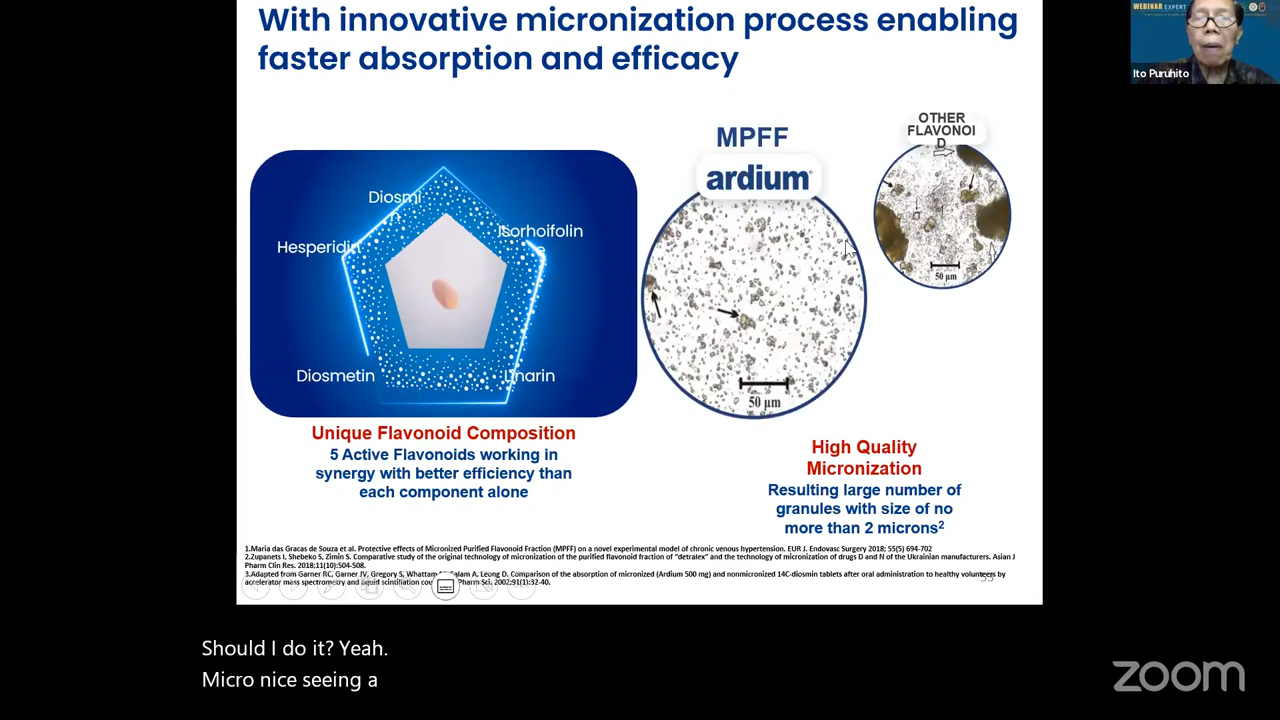 With innovative micronization process enabling
faster absorption and efficacy
WEBINAR EXPERT
Ito Puruhito
MPFF
ardium
OTHER
FLAVONOI
D
Diosmi
n
Hesperidin
Isorhoifolin
e
Diosmetin
Linarin
50 µm
50 µm
Unique Flavonoid Composition
5 Active Flavonoids working in
synergy with better efficiency than
each component alone
High Quality
Micronization
Resulting large number of
granules with size of no
more than 2 microns2
1.Maria das Gracas de Souza et al. Protective effects of Micronized Purified Flavonoid Fraction (MPFF) on a novel experimental model of chronic venous hypertension. EUR J. Endovasc Surgery 2018; 55(5) 694-702
2.Zupanets I, Shebeko S, Zimin S. Comparative study of the original technology of micronization of the purified flavonoid fraction of "detralex" and the technology of micronization of drugs D and N of the Ukrainian manufacturers. Asian J
Pharm Clin Res. 2018;11(10):504-508.
3.Adapted from Garner RC, Garner JV, Gregory S, Whattam A, Calam A, Leong D. Comparison of the absorption of micronized (Ardium 500 mg) and nonmicronized 14C-diosmin tablets after oral administration to healthy volunteers by
accelerator mass spectrometry and liquid scintillation Pharm Sci. 2002;91(1):32-40.
Should I do it? Yeah.
Micro nice seeing a
zoom